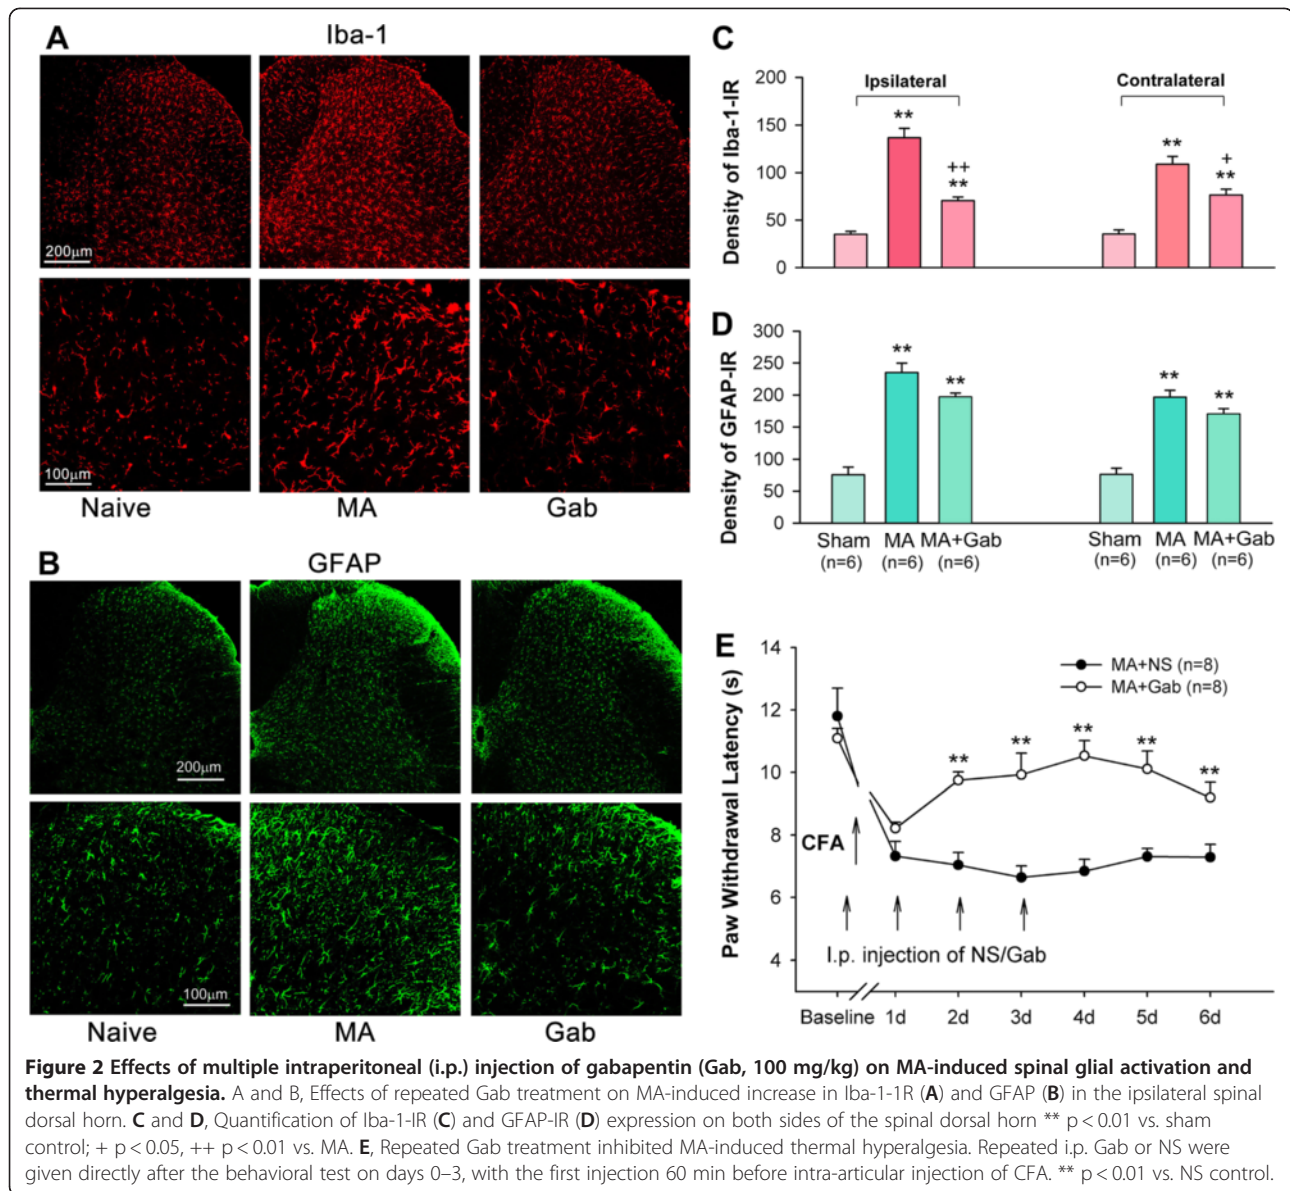 A
Iba-1
200µm
100µm
Naive
MA
Gab
B
GFAP
200µm
100µm
Naive
MA
Gab
C
Density of Iba-1-IR
200
150
100
50
0
Ipsilateral
Contralateral
**
++
**
**
+
**
D
Density of GFAP-IR
300
250
200
150
100
50
0
**
**
**
**
Sham MA MA+Gab Sham MA MA+Gab
(n=6) (n=6) (n=6) (n=6) (n=6) (n=6)
E
Paw Withdrawal Latency (s)
14
12
10
8
6
4
MA+NS (n=8)
MA+Gab (n=8)
** ** ** ** **
CFA
I.p. injection of NS/Gab
Baseline 1d 2d 3d 4d 5d 6d
Figure 2 Effects of multiple intraperitoneal (i.p.) injection of gabapentin (Gab, 100 mg/kg) on MA-induced spinal glial activation and
thermal hyperalgesia. A and B, Effects of repeated Gab treatment on MA-induced increase in Iba-1-1R (A) and GFAP (B) in the ipsilateral spinal
dorsal horn. C and D, Quantification of Iba-1-IR (C) and GFAP-IR (D) expression on both sides of the spinal dorsal horn ** p < 0.01 vs. sham
control; + p < 0.05, ++ p < 0.01 vs. MA. E, Repeated Gab treatment inhibited MA-induced thermal hyperalgesia. Repeated i.p. Gab or NS were
given directly after the behavioral test on days 0–3, with the first injection 60 min before intra-articular injection of CFA. ** p < 0.01 vs. NS control.